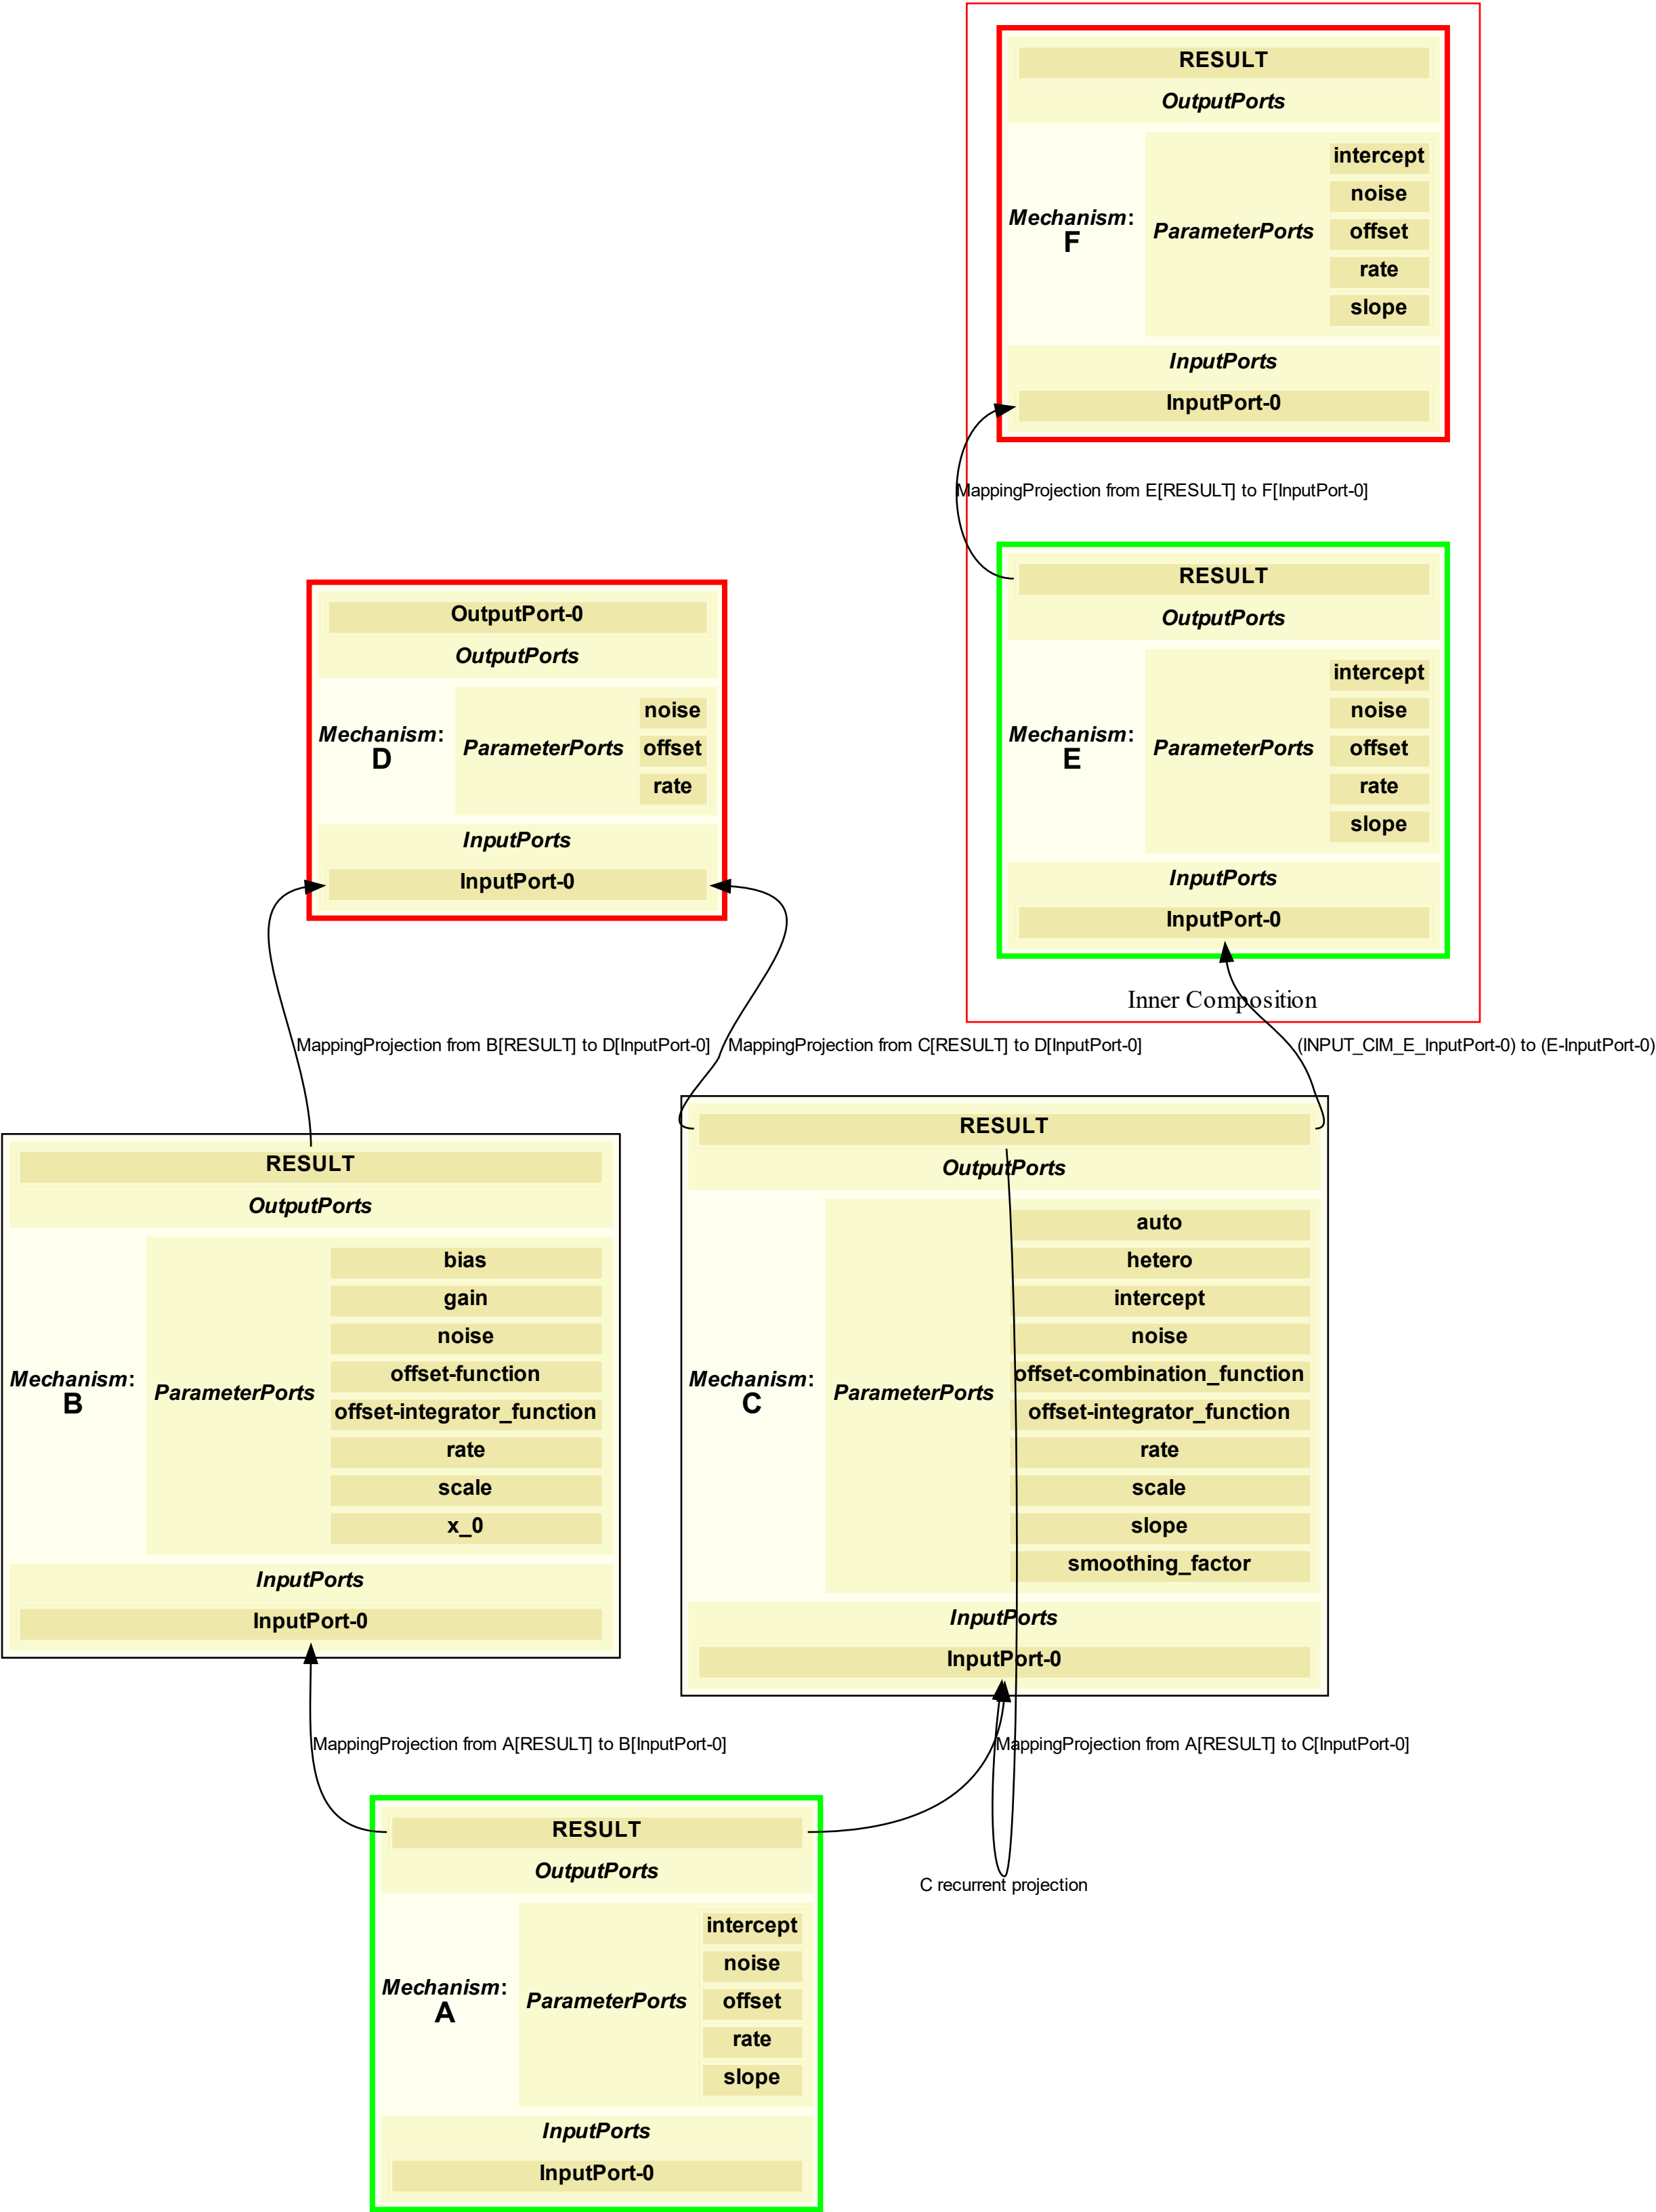 RESULT
OutputPorts
Mechanism:
F
ParameterPorts
intercept
noise
offset
rate
slope
InputPorts
InputPort-0
MappingProjection from E[RESULT] to F[InputPort-0]
RESULT
OutputPorts
Mechanism:
E
ParameterPorts
intercept
noise
offset
rate
slope
InputPorts
InputPort-0
Inner Composition
OutputPort-0
OutputPorts
Mechanism:
D
ParameterPorts
noise
offset
rate
InputPorts
InputPort-0
MappingProjection from B[RESULT] to D[InputPort-0]
MappingProjection from C[RESULT] to D[InputPort-0]
(INPUT_CIM_E_InputPort-0) to (E-InputPort-0)
RESULT
OutputPorts
Mechanism:
B
ParameterPorts
bias
gain
noise
offset-function
offset-integrator_function
rate
scale
x_0
InputPorts
InputPort-0
RESULT
OutputPorts
Mechanism:
C
ParameterPorts
auto
hetero
intercept
noise
offset-combination_function
offset-integrator_function
rate
scale
slope
smoothing_factor
InputPorts
InputPort-0
MappingProjection from A[RESULT] to B[InputPort-0]
MappingProjection from A[RESULT] to C[InputPort-0]
C recurrent projection
RESULT
OutputPorts
Mechanism:
A
ParameterPorts
intercept
noise
offset
rate
slope
InputPorts
InputPort-0